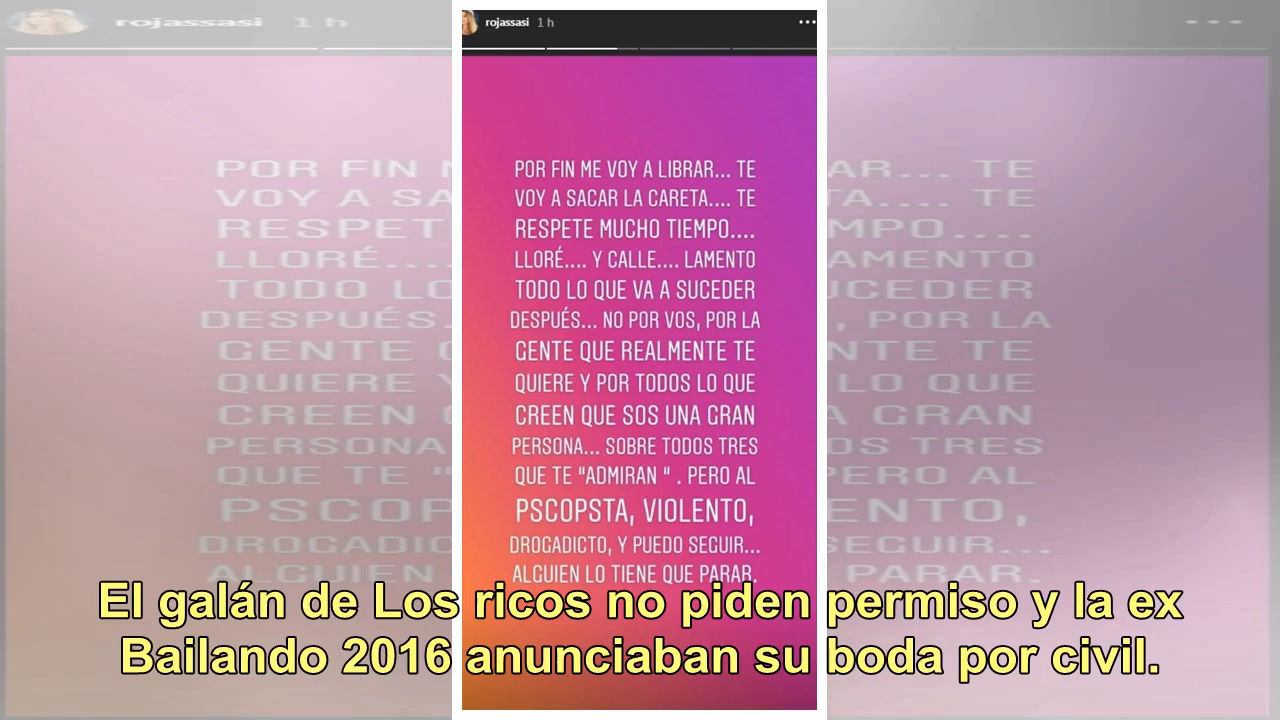 rojassasi 1 h
POR FIN ME VOY A LIBRAR... TE
VOY A SACAR LA CARETA.... TE
RESPETE MUCHO TIEMPO....
LLORÉ.... Y CALLE.... LAMENTO
TODO LO QUE VA A SUCEDER
DESPUÉS... NO POR VOS, POR LA
GENTE QUE REALMENTE TE
QUIERE Y POR TODOS LO QUE
CREEN QUE SOS UNA GRAN
PERSONA... SOBRE TODOS TRES
QUE TE "ADMIRAN " . PERO AL
PSCOPSTA, VIOLENTO,
DROGADICTO, Y PUEDO SEGUIR...
ALGUIEN LO TIENE QUE PARAR.
El galán de Los ricos no piden permiso y la ex
Bailando 2016 anunciaban su boda por civil.